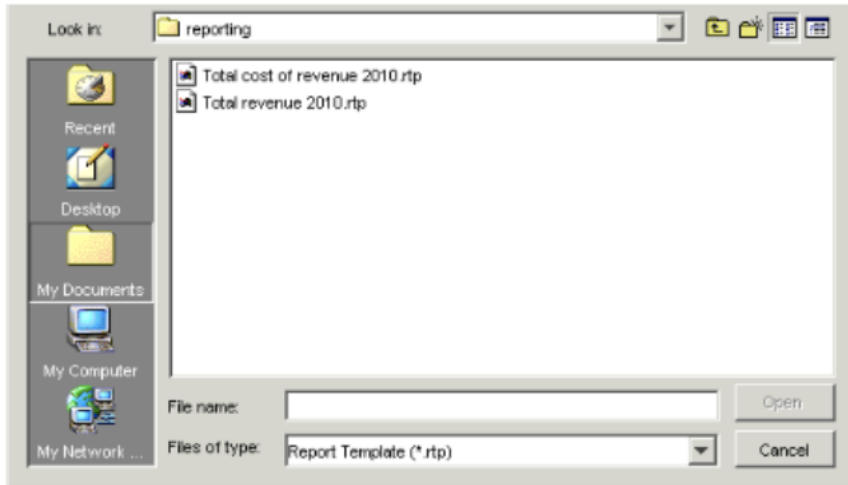 Look in:
reporting
Total cost of revenue 2010.rtp
Total revenue 2010.rtp
Recent
Desktop
My Documents
My Computer
My Network ...
File name:
Open
Files of type:
Report Template (*.rtp)
Cancel